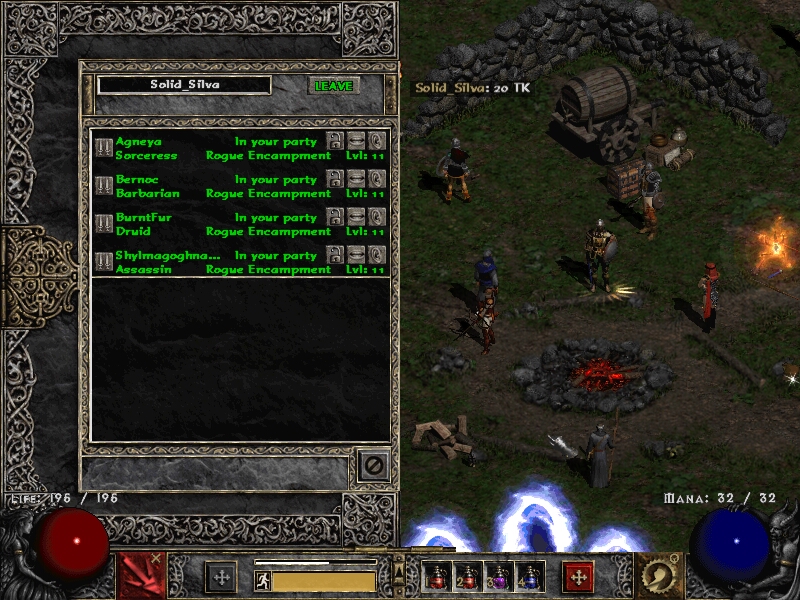 Solid_Silva
LEAVE
Solid_Silva: 20 TK
Agneya In your party
Sorceress Rogue Encampment Lvl: 11
Bernoc In your party
Barbarian Rogue Encampment Lvl: 11
BurntFur In your party
Druid Rogue Encampment Lvl: 11
Shylmagoghna... In your party
Assassin Rogue Encampment Lvl: 11
Life: 195 / 195
Mana: 32 / 32
1 2 3 4